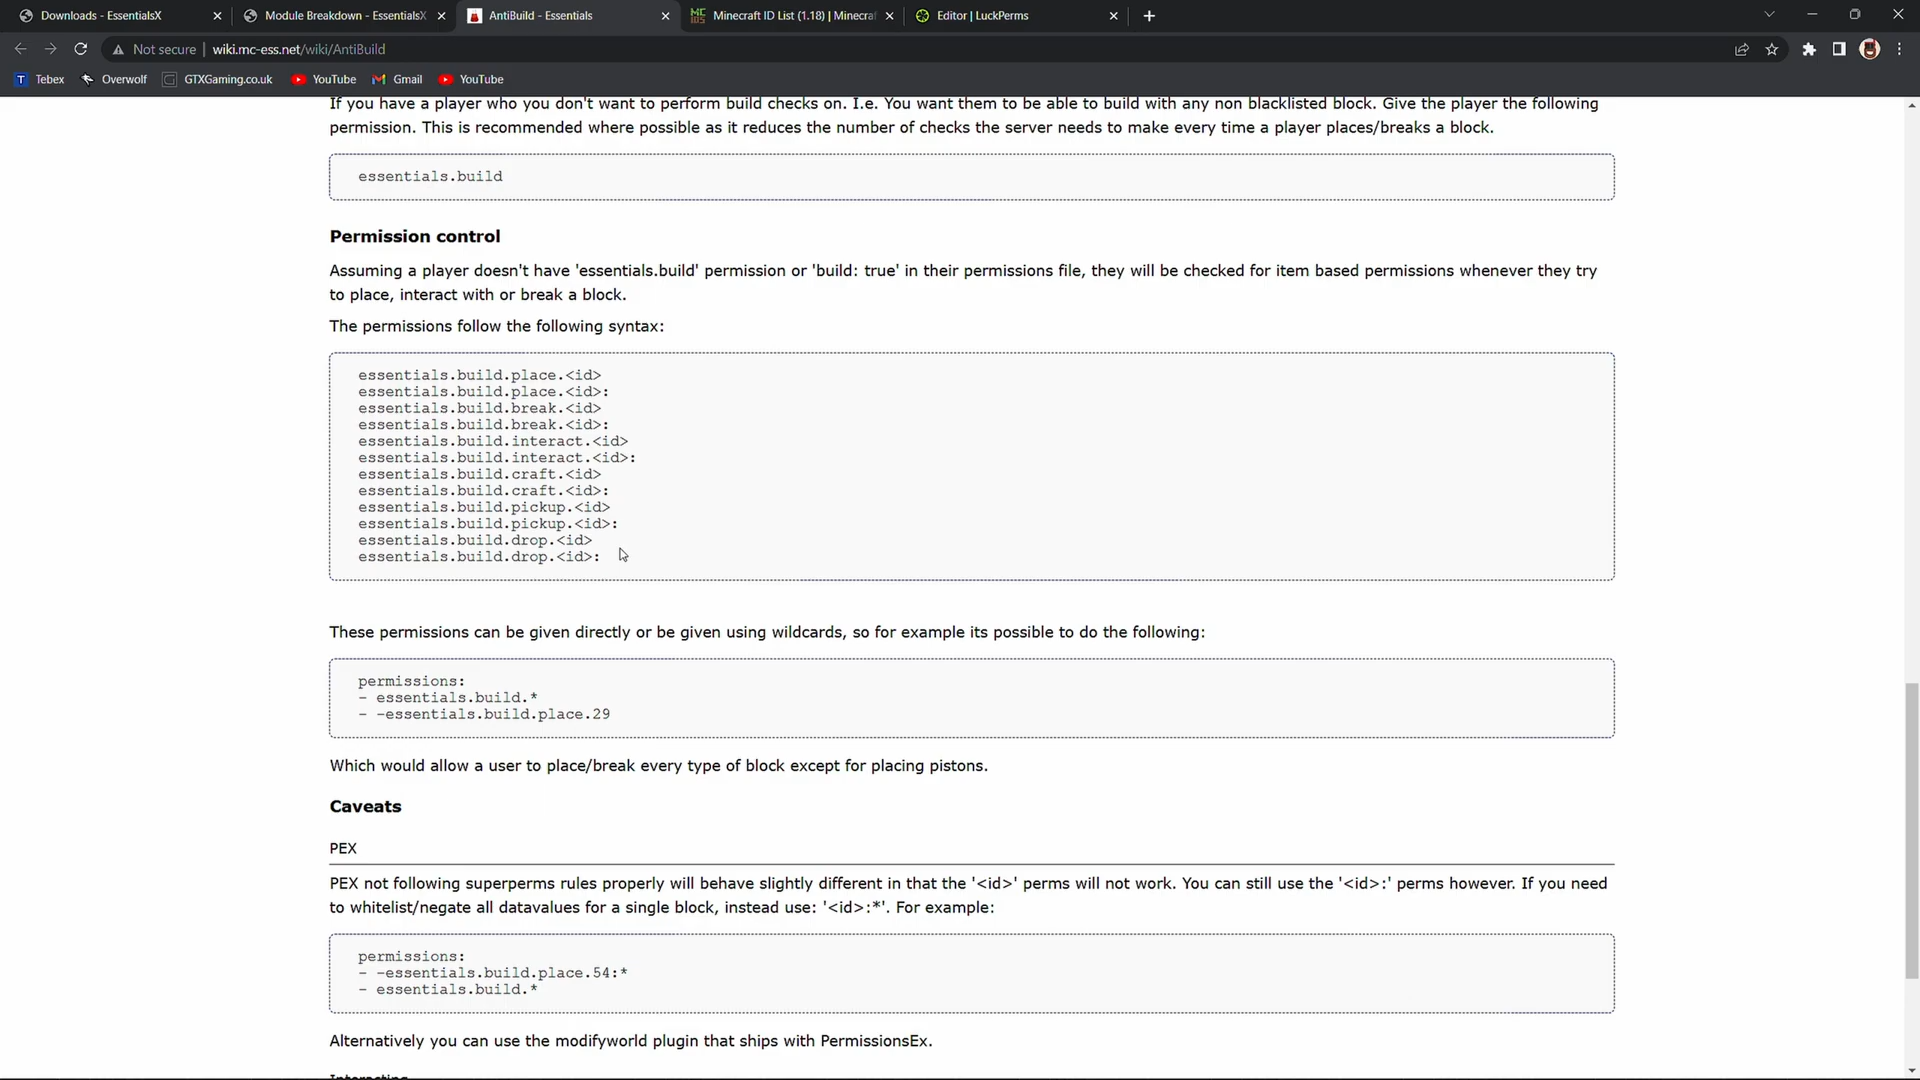 Downloads - EssentialsX
Module Breakdown - EssentialsX
AntiBuild - Essentials
Minecraft ID List (1.18) | Minecraf
Editor | LuckPerms
Not secure
wiki.mc-ess.net/wiki/AntiBuild
Tebex
Overwolf
GTXGaming.co.uk
YouTube
Gmail
YouTube
If you have a player who you don't want to perform build checks on. I.e. You want them to be able to build with any non blacklisted block. Give the player the following
permission. This is recommended where possible as it reduces the number of checks the server needs to make every time a player places/breaks a block.
essentials.build
Permission control
Assuming a player doesn't have 'essentials.build' permission or 'build: true' in their permissions file, they will be checked for item based permissions whenever they try
to place, interact with or break a block.
The permissions follow the following syntax:
essentials.build.place.<id>
essentials.build.place.<id>:
essentials.build.break.<id>
essentials.build.break.<id>:
essentials.build.interact.<id>
essentials.build.interact.<id>:
essentials.build.craft.<id>
essentials.build.craft.<id>:
essentials.build.pickup.<id>
essentials.build.pickup.<id>:
essentials.build.drop.<id>
essentials.build.drop.<id>:
These permissions can be given directly or be given using wildcards, so for example its possible to do the following:
permissions:
- essentials.build.*
- -essentials.build.place.29
Which would allow a user to place/break every type of block except for placing pistons.
Caveats
PEX
PEX not following superperms rules properly will behave slightly different in that the '<id>' perms will not work. You can still use the '<id>:' perms however. If you need
to whitelist/negate all datavalues for a single block, instead use: '<id>:*'. For example:
permissions:
- -essentials.build.place.54:*
- essentials.build.*
Alternatively you can use the modifyworld plugin that ships with PermissionsEx.
Interacting